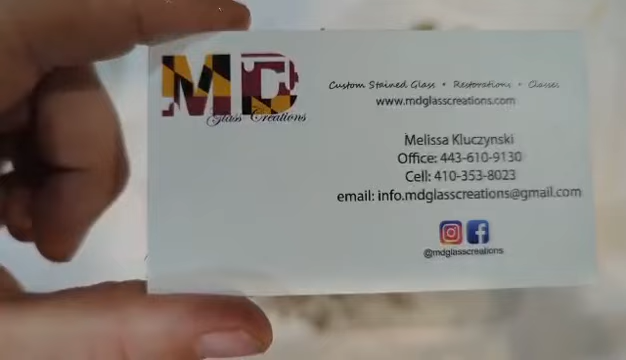 MD
Glass Creations
Custom Stained Glass • Restorations • Classes
www.mdglasscreations.com
Melissa Kluczynski
Office: 443-610-9130
Cell: 410-353-8023
email: info.mdglasscreations@gmail.com
@mdglasscreations